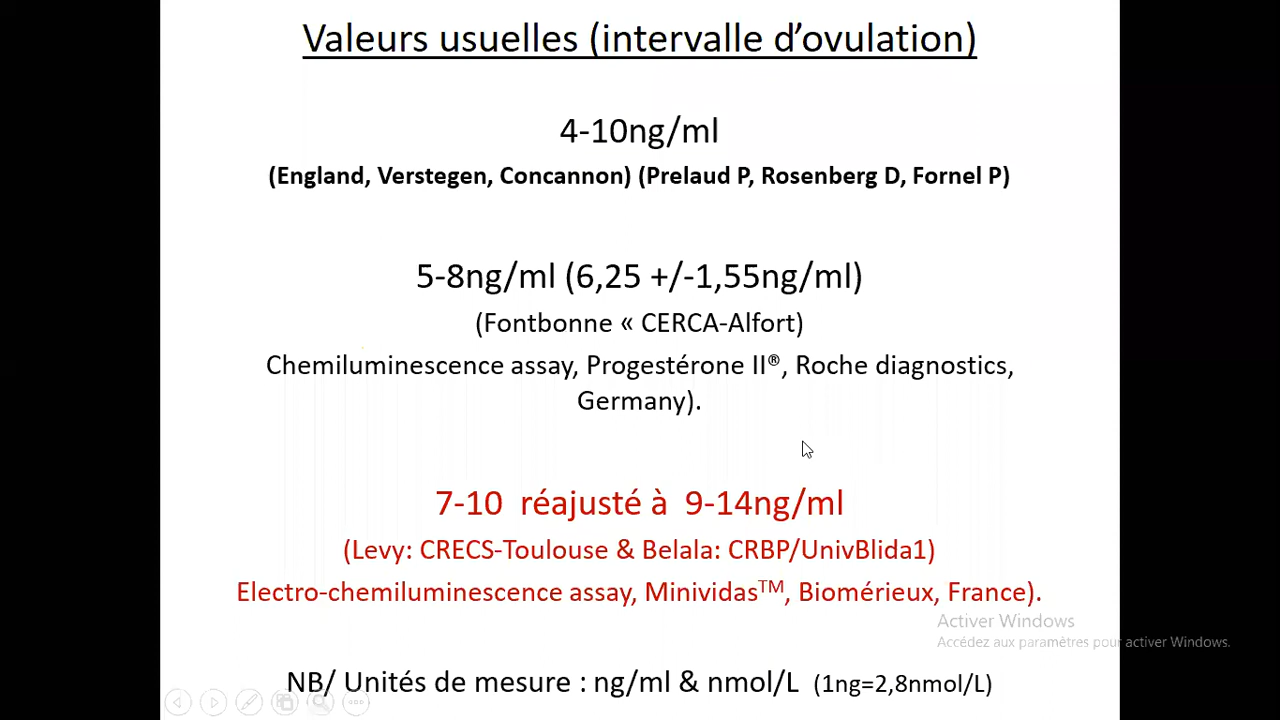 Valeurs usuelles (intervalle d’ovulation)
4-10ng/ml
(England, Verstegen, Concannon) (Prelaud P, Rosenberg D, Fornel P)
5-8ng/ml (6,25 +/-1,55ng/ml)
(Fontbonne « CERCA-Alfort)
Chemiluminescence assay, Progestérone II®, Roche diagnostics,
Germany).
7-10 réajusté à 9-14ng/ml
(Levy: CRECS-Toulouse & Belala: CRBP/UnivBlida1)
Electro-chemiluminescence assay, Minividas™, Biomérieux, France).
Activer Windows
Accédez aux paramètres pour activer Windows.
NB/ Unités de mesure : ng/ml & nmol/L (1ng=2,8nmol/L)